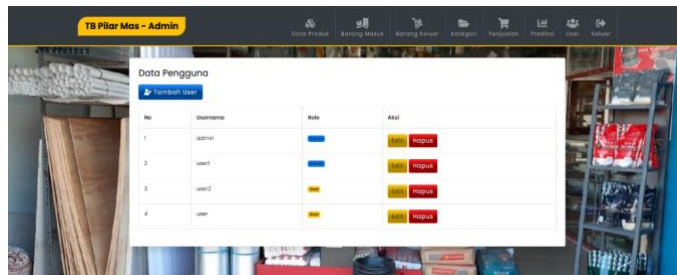 TB Pilar Mas - Admin
Data Produk Barang Masuk Barang Keluar Kategori Penjualan Prediksi User Keluar
Data Pengguna
Tambah User
No Username Role Aksi
1 admin Edit Hapus
2 user1 Edit Hapus
3 user2 User Edit Hapus
4 user User Edit Hapus